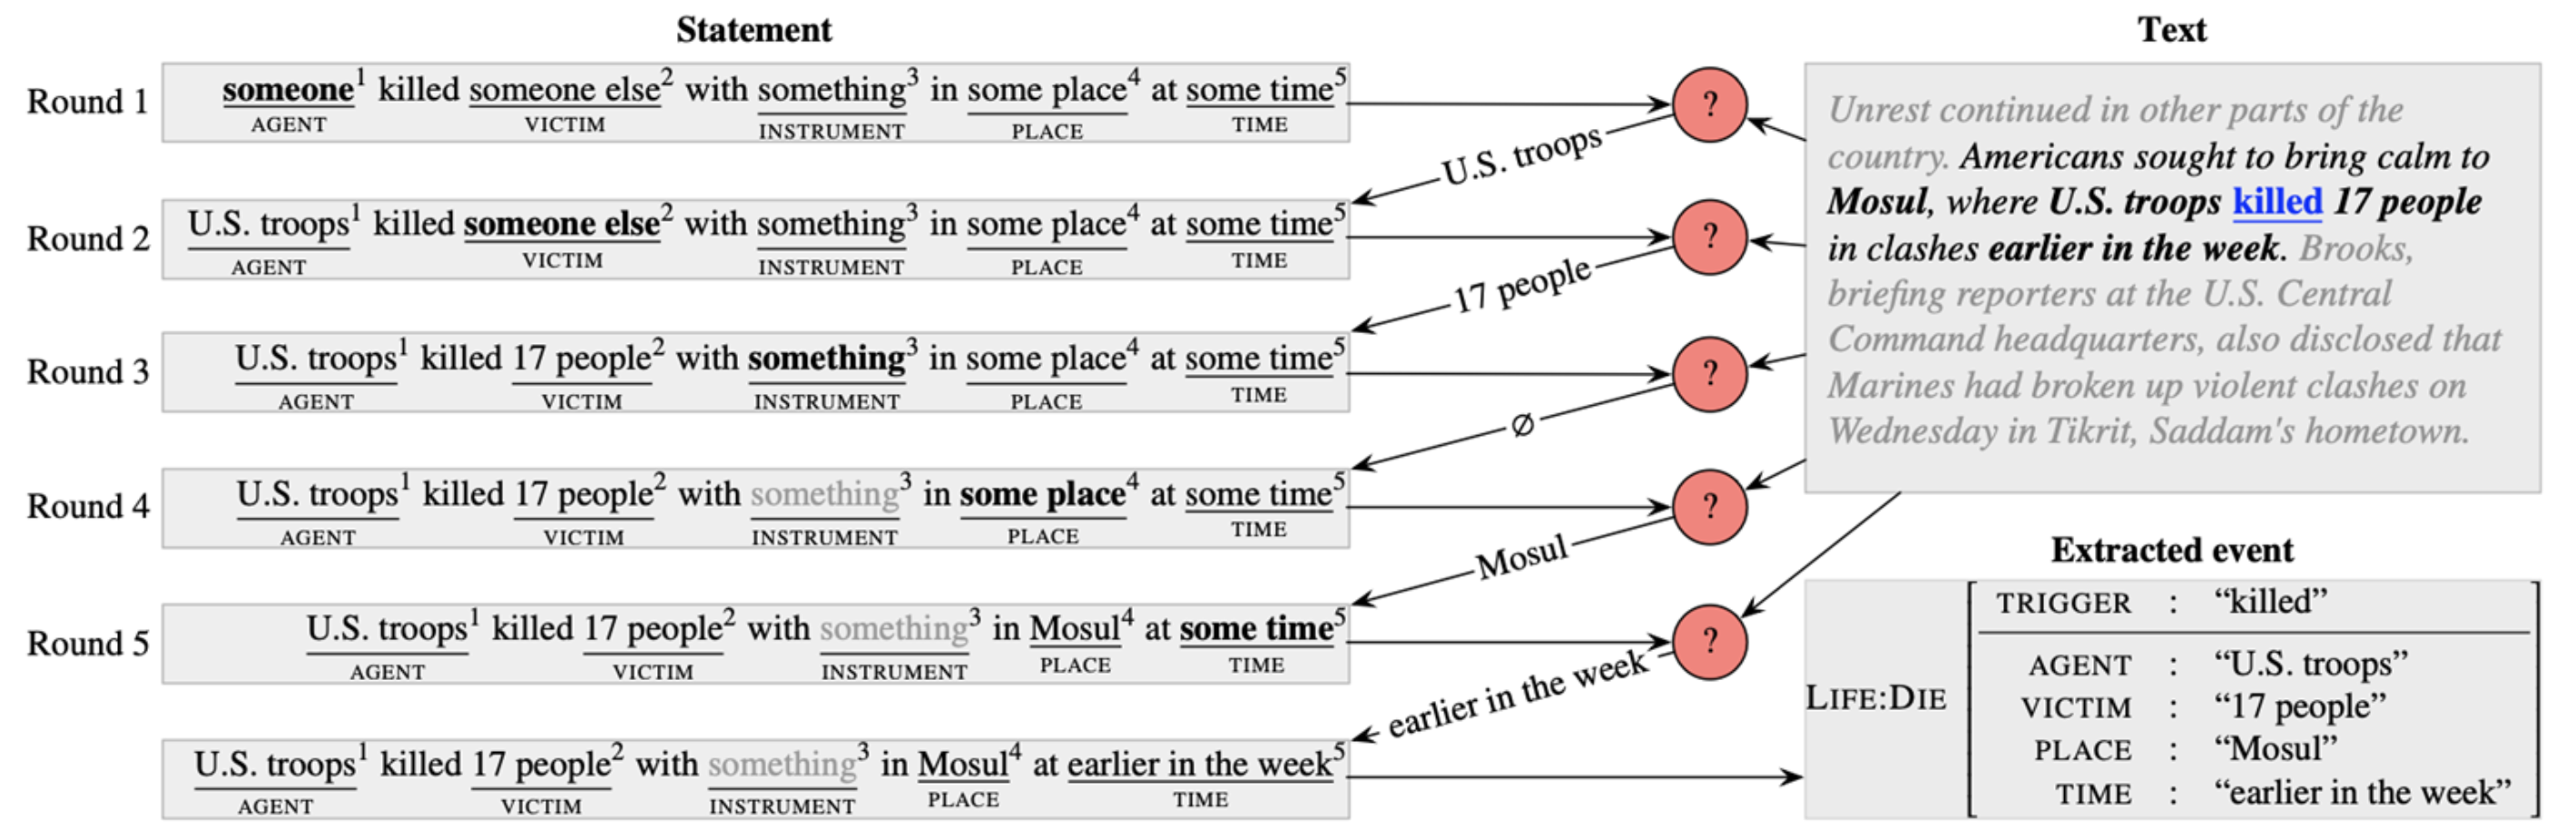 Statement
Round 1
someone¹ killed someone else² with something³ in some place⁴ at some time⁵
AGENT VICTIM INSTRUMENT PLACE TIME
?
U.S. troops
Round 2
U.S. troops¹ killed someone else² with something³ in some place⁴ at some time⁵
AGENT VICTIM INSTRUMENT PLACE TIME
?
17 people
Round 3
U.S. troops¹ killed 17 people² with something³ in some place⁴ at some time⁵
AGENT VICTIM INSTRUMENT PLACE TIME
?
∅
Round 4
U.S. troops¹ killed 17 people² with something³ in some place⁴ at some time⁵
AGENT VICTIM INSTRUMENT PLACE TIME
?
Mosul
Round 5
U.S. troops¹ killed 17 people² with something³ in Mosul⁴ at some time⁵
AGENT VICTIM INSTRUMENT PLACE TIME
?
earlier in the week
U.S. troops¹ killed 17 people² with something³ in Mosul⁴ at earlier in the week⁵
AGENT VICTIM INSTRUMENT PLACE TIME
Text
Unrest continued in other parts of the
country. Americans sought to bring calm to
Mosul, where U.S. troops killed 17 people
in clashes earlier in the week. Brooks,
briefing reporters at the U.S. Central
Command headquarters, also disclosed that
Marines had broken up violent clashes on
Wednesday in Tikrit, Saddam's hometown.
Extracted event
LIFE:DIE
TRIGGER : “killed”
AGENT : “U.S. troops”
VICTIM : “17 people”
PLACE : “Mosul”
TIME : “earlier in the week”